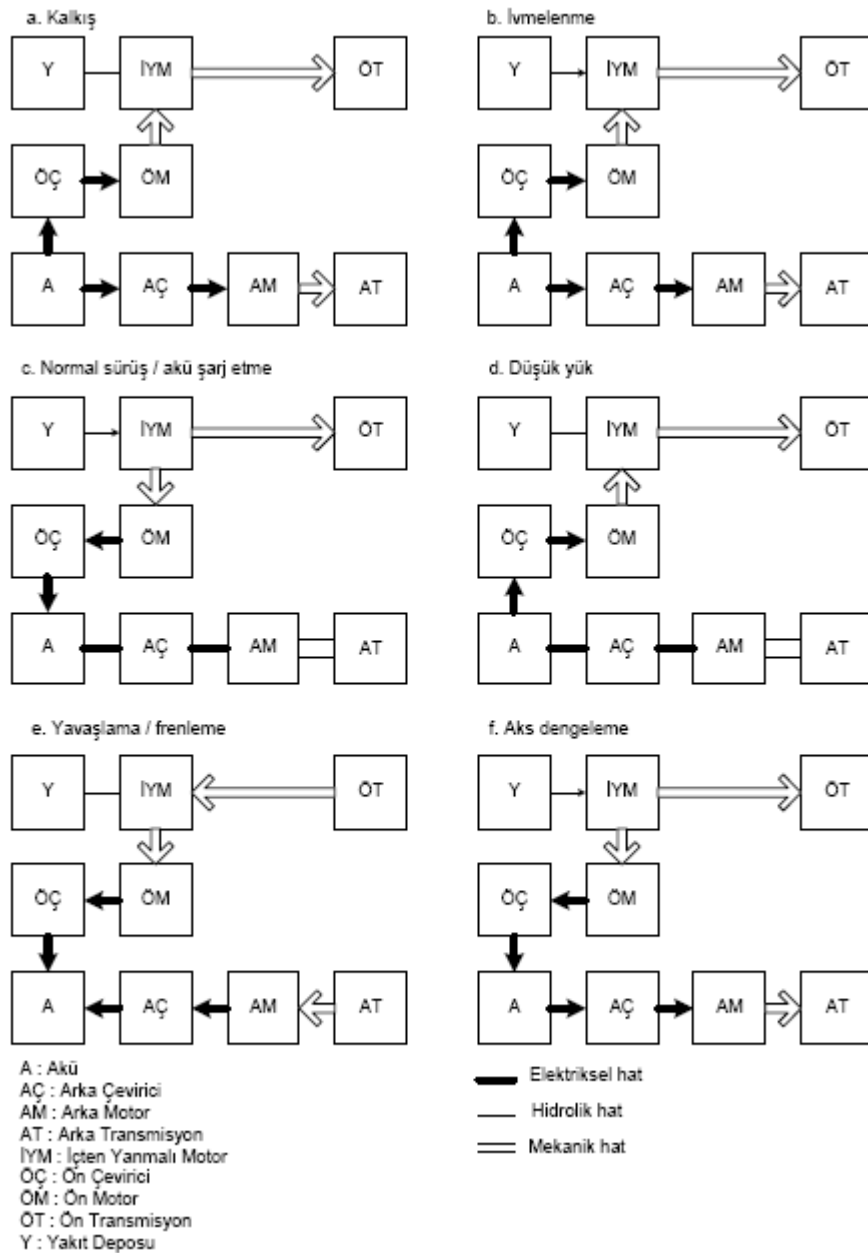 a. Kalkış
b. İvmelenme
Y İYM ÖT
Y İYM ÖT
ÖÇ ÖM
ÖÇ ÖM
A AÇ AM AT
A AÇ AM AT
c. Normal sürüş / akü şarj etme
d. Düşük yük
Y İYM ÖT
Y İYM ÖT
ÖÇ ÖM
ÖÇ ÖM
A AÇ AM AT
A AÇ AM AT
e. Yavaşlama / frenleme
f. Aks dengeleme
Y İYM ÖT
Y İYM ÖT
ÖÇ ÖM
ÖÇ ÖM
A AÇ AM AT
A AÇ AM AT
A : Akü
AÇ : Arka Çevirici
AM : Arka Motor
AT : Arka Transmisyon
İYM : İçten Yanmalı Motor
ÖÇ : Ön Çevirici
ÖM : Ön Motor
ÖT : Ön Transmisyon
Y : Yakıt Deposu
Elektriksel hat
Hidrolik hat
Mekanik hat